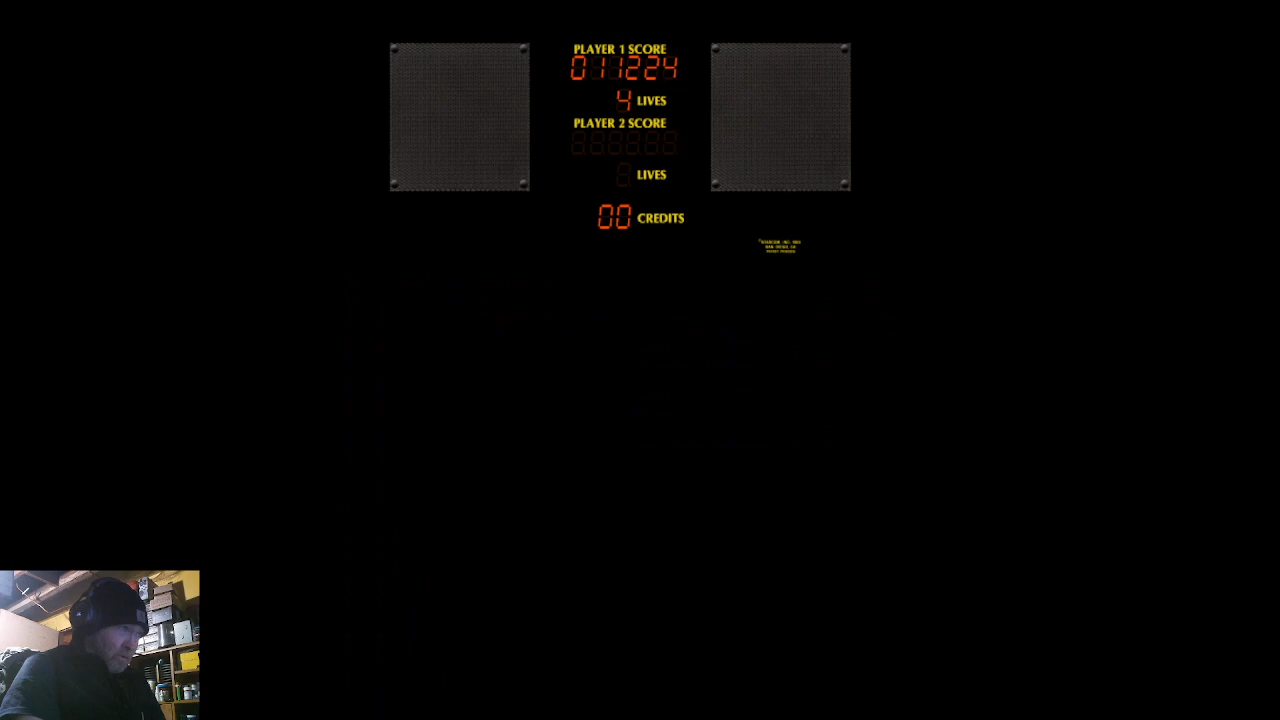 PLAYER 1 SCORE
011224
4 LIVES
PLAYER 2 SCORE
LIVES
00 CREDITS